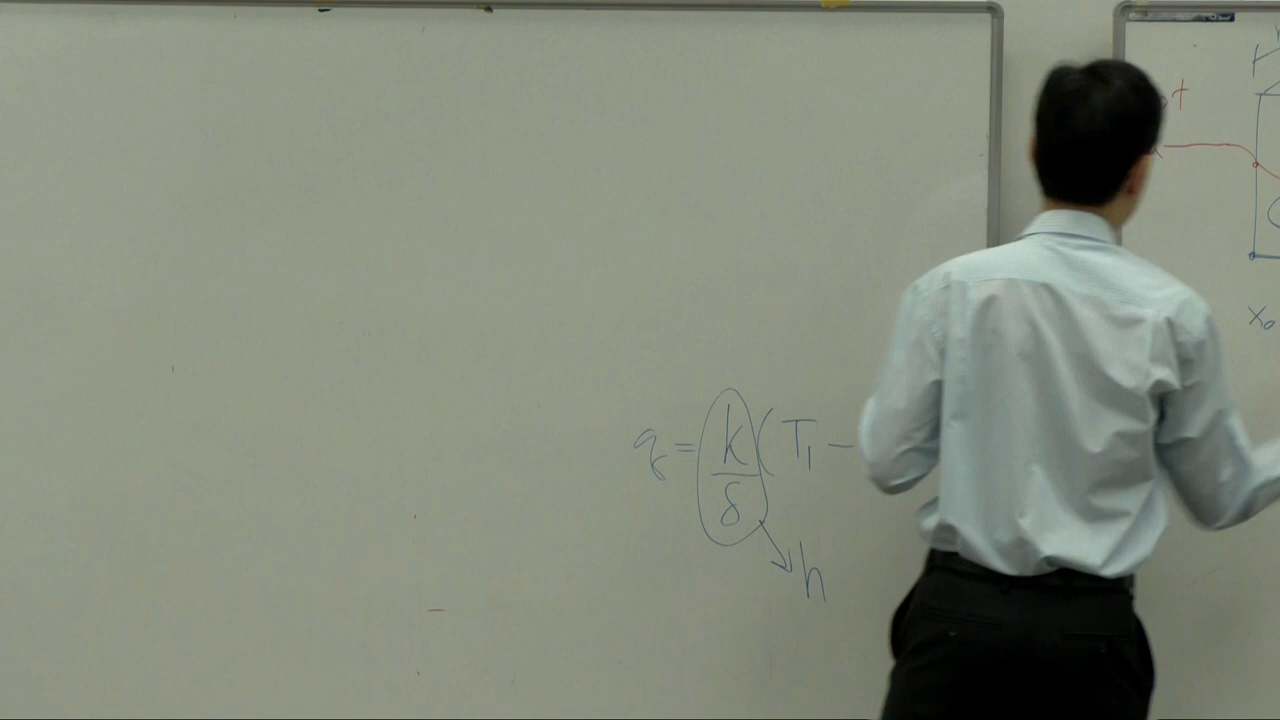 q = k/δ (T₁ −
h
x₀